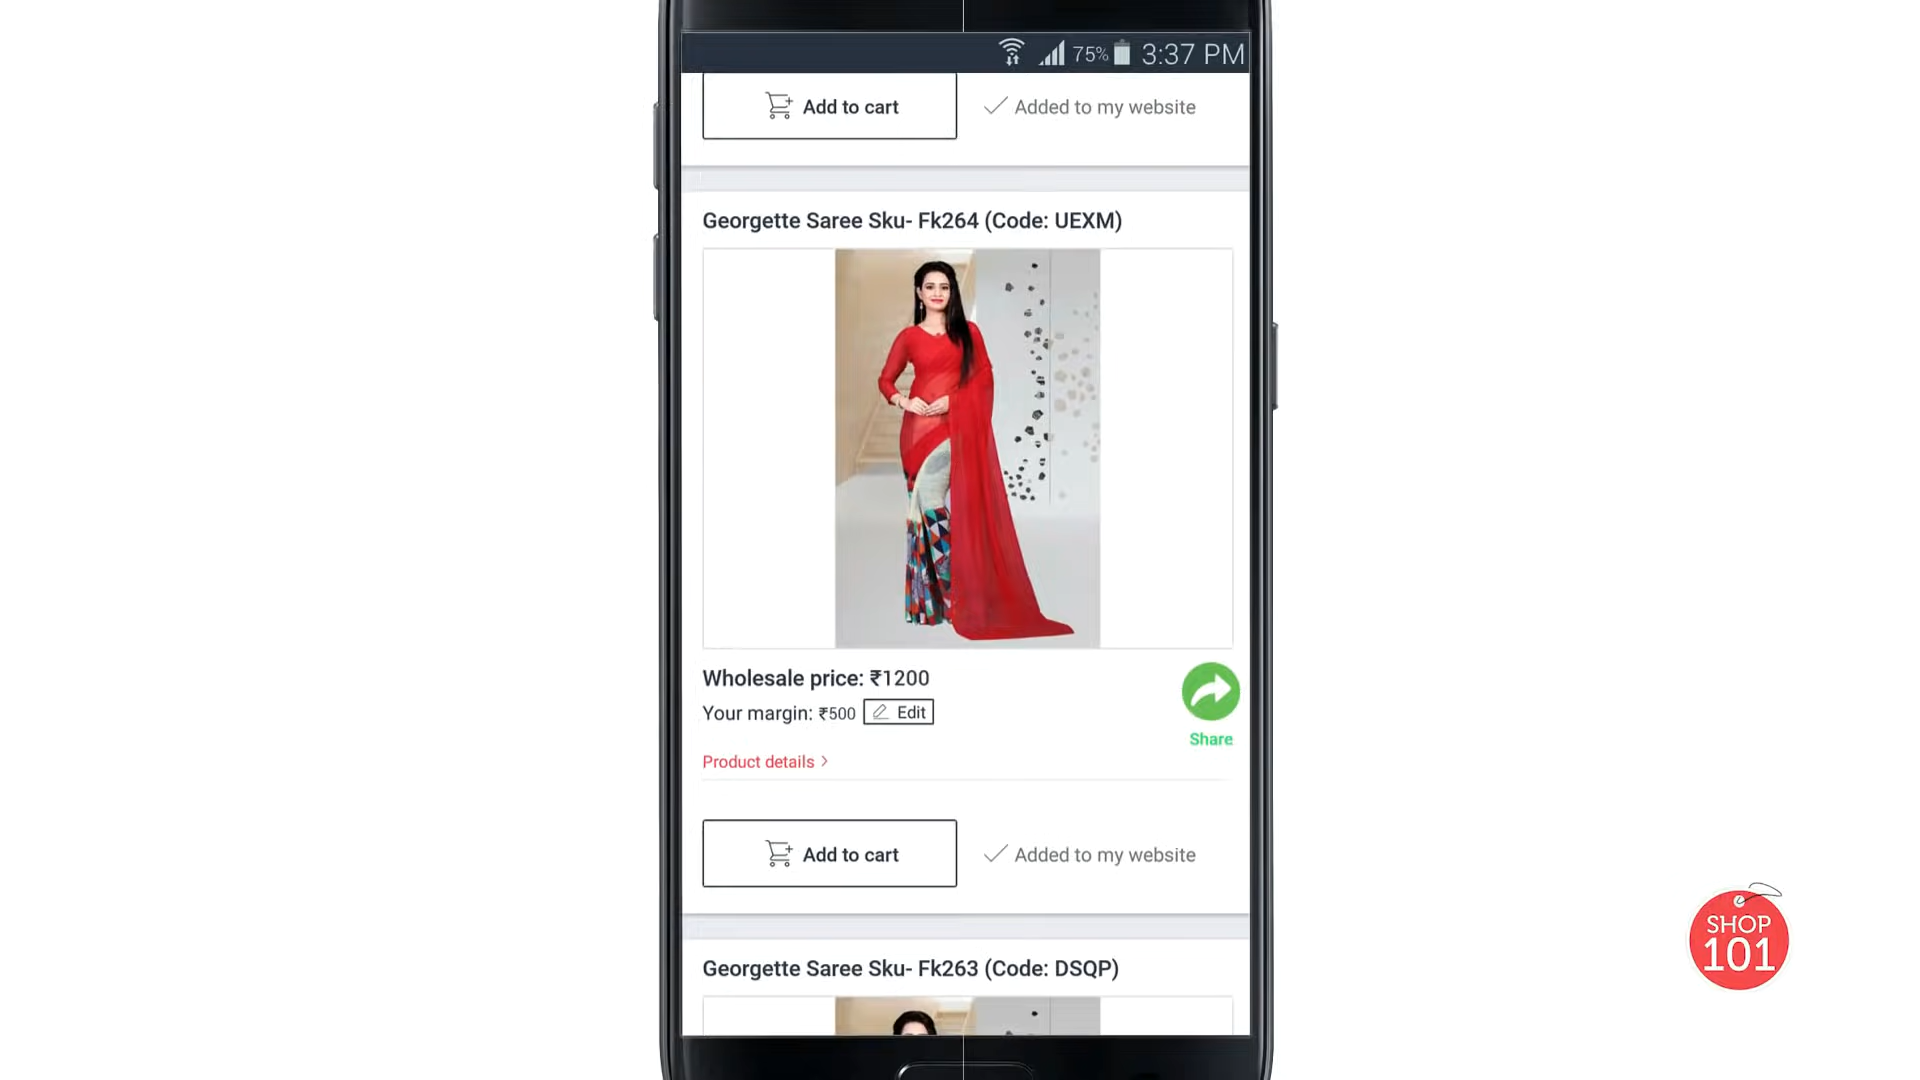 75% 3:37 PM
Add to cart
Added to my website
Georgette Saree Sku- Fk264 (Code: UEXM)
Wholesale price: ₹1200
Your margin: ₹500 Edit
Share
Product details >
Add to cart
Added to my website
Georgette Saree Sku- Fk263 (Code: DSQP)
SHOP
101